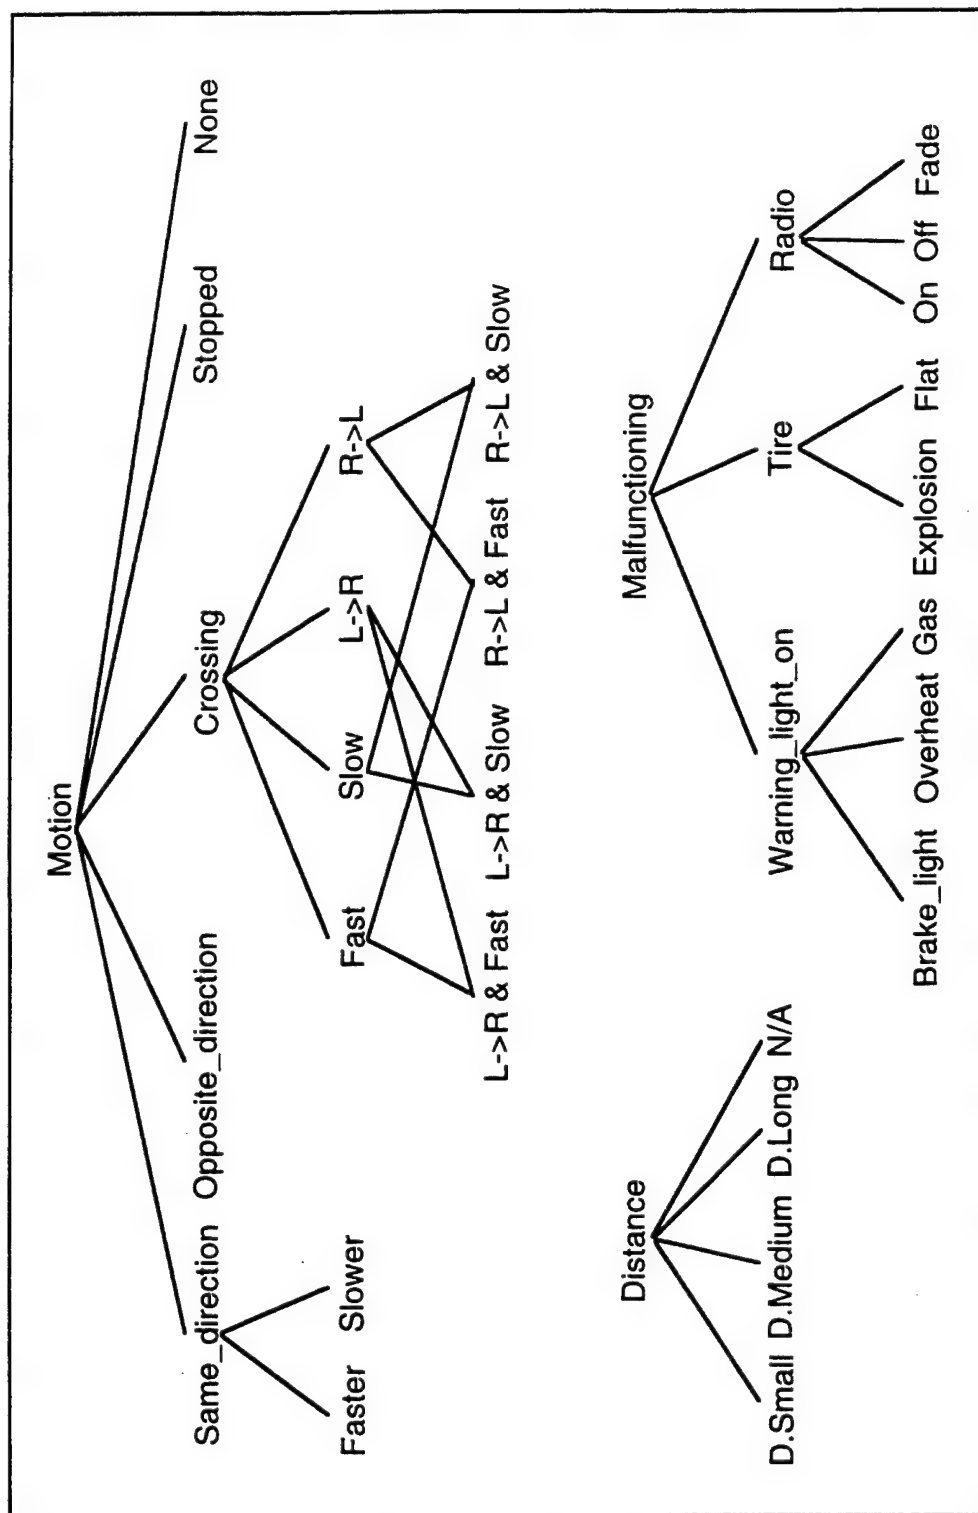 Motion
Same_direction Opposite_direction Crossing Stopped None
Faster Slower Fast Slow L->R R->L
L->R & Fast L->R & Slow R->L & Fast R->L & Slow
Distance Malfunctioning
D.Small D.Medium D.Long N/A Warning_light_on Tire Radio
Brake_light Overheat Gas Explosion Flat On Off Fade